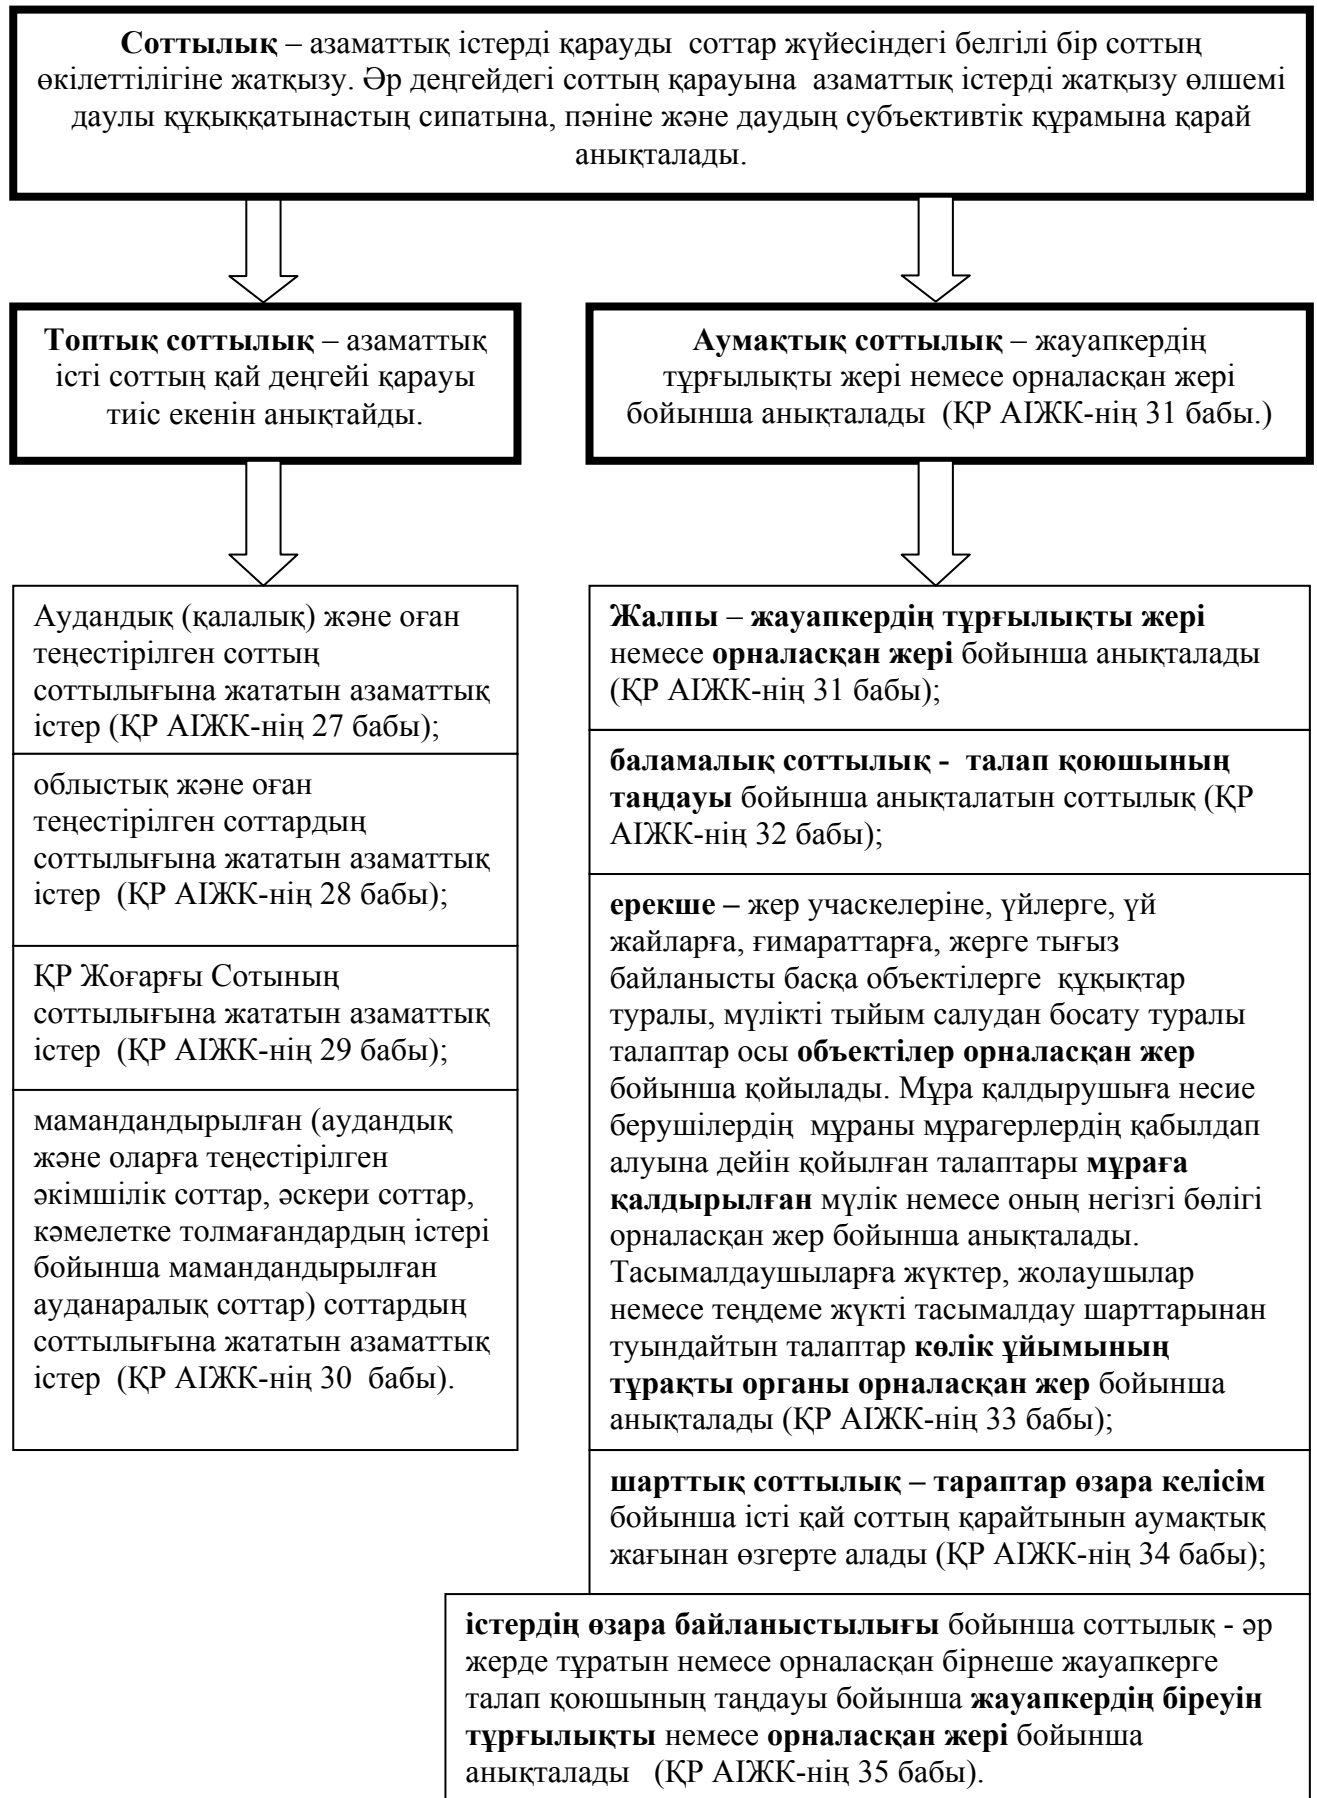 Соттылық – азаматтық істерді қарауды соттар жүйесіндегі белгілі бір соттың
өкілеттілігіне жатқызу. Әр деңгейдегі соттың қарауына азаматтық істерді жатқызу өлшемі
даулы құқыққатынастың сипатына, пәніне және даудың субъективтік құрамына қарай
анықталады.
Топтық соттылық – азаматтық
істі соттың қай деңгейі қарауы
тиіс екенін анықтайды.
Аумақтық соттылық – жауапкердің
тұрғылықты жері немесе орналасқан жері
бойынша анықталады (ҚР АІЖК-нің 31 бабы.)
Аудандық (қалалық) және оған
теңестірілген соттың
соттылығына жататын азаматтық
істер (ҚР АІЖК-нің 27 бабы);
облыстық және оған
теңестірілген соттардың
соттылығына жататын азаматтық
істер (ҚР АІЖК-нің 28 бабы);
ҚР Жоғарғы Сотының
соттылығына жататын азаматтық
істер (ҚР АІЖК-нің 29 бабы);
мамандандырылған (аудандық
және оларға теңестірілген
әкімшілік соттар, әскери соттар,
кәмелетке толмағандардың істері
бойынша мамандандырылған
ауданаралық соттар) соттардың
соттылығына жататын азаматтық
істер (ҚР АІЖК-нің 30 бабы).
Жалпы – жауапкердің тұрғылықты жері
немесе орналасқан жері бойынша анықталады
(ҚР АІЖК-нің 31 бабы);
баламалық соттылық - талап қоюшының
таңдауы бойынша анықталатын соттылық (ҚР
АІЖК-нің 32 бабы);
ерекше – жер учаскелеріне, үйлерге, үй
жайларға, ғимараттарға, жерге тығыз
байланысты басқа объектілерге құқықтар
туралы, мүлікті тыйым салудан босату туралы
талаптар осы объектілер орналасқан жер
бойынша қойылады. Мұра қалдырушыға несие
берушілердің мұраны мұрагерлердің қабылдап
алуына дейін қойылған талаптары мұраға
қалдырылған мүлік немесе оның негізгі бөлігі
орналасқан жер бойынша анықталады.
Тасымалдаушыларға жүктер, жолаушылар
немесе теңдеме жүкті тасымалдау шарттарынан
туындайтын талаптар көлік ұйымының
тұрақты органы орналасқан жер бойынша
анықталады (ҚР АІЖК-нің 33 бабы);
шарттық соттылық – тараптар өзара келісім
бойынша істі қай соттың қарайтынын аумақтық
жағынан өзгерте алады (ҚР АІЖК-нің 34 бабы);
істердің өзара байланыстылығы бойынша соттылық - әр
жерде тұратын немесе орналасқан бірнеше жауапкерге
талап қоюшының таңдауы бойынша жауапкердің біреуін
тұрғылықты немесе орналасқан жері бойынша
анықталады (ҚР АІЖК-нің 35 бабы).